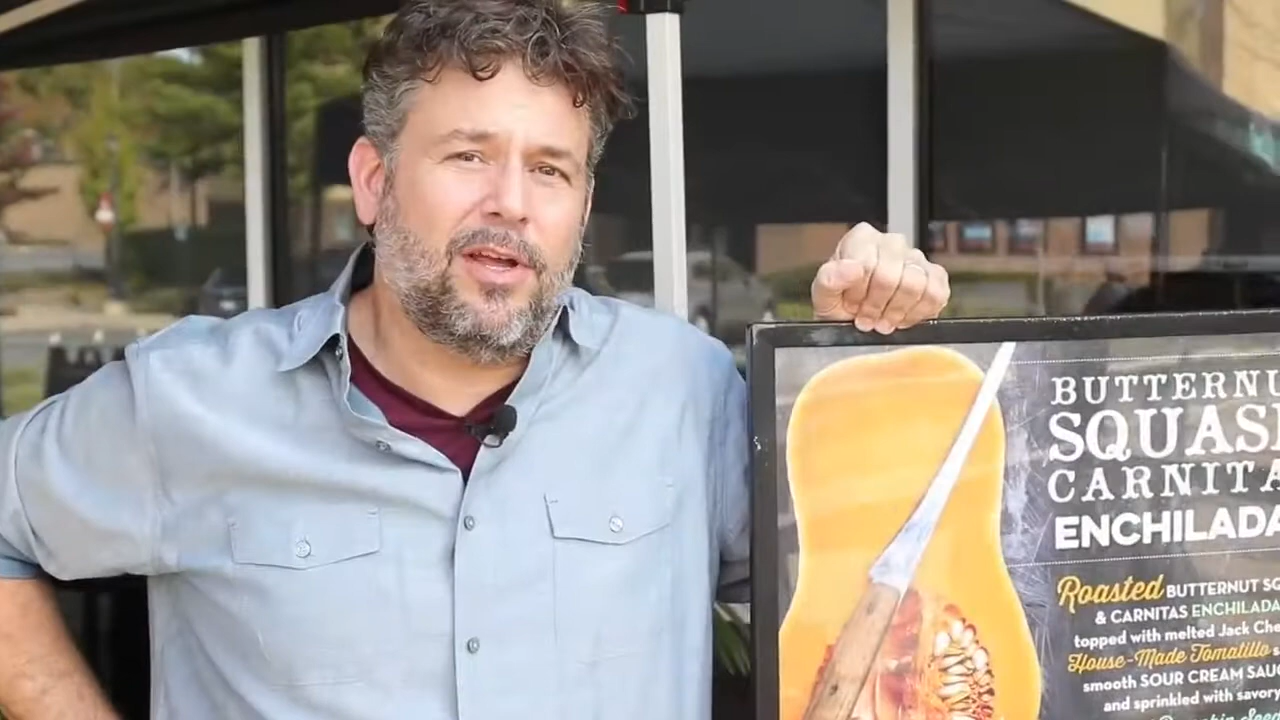 BUTTERNU
SQUASH
CARNITA
ENCHILADA
Roasted BUTTERNUT SQ
& CARNITAS ENCHILADA
topped with melted Jack Che
House-Made Tomatillo s
smooth SOUR CREAM SAUC
and sprinkled with savory